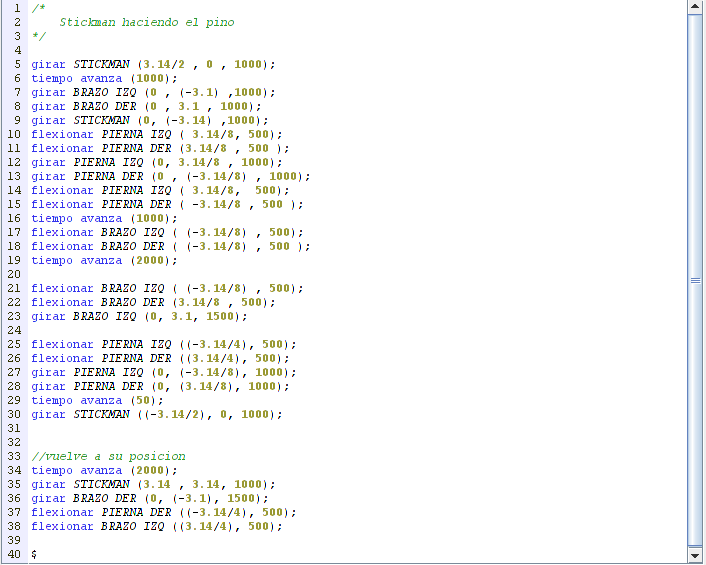 1 /*
2 Stickman haciendo el pino
3 */
4
5 girar STICKMAN (3.14/2 , 0 , 1000);
6 tiempo avanza (1000);
7 girar BRAZO IZQ (0 , (-3.1) ,1000);
8 girar BRAZO DER (0 , 3.1 , 1000);
9 girar STICKMAN (0, (-3.14) ,1000);
10 flexionar PIERNA IZQ ( 3.14/8, 500);
11 flexionar PIERNA DER (3.14/8 , 500 );
12 girar PIERNA IZQ (0, 3.14/8 , 1000);
13 girar PIERNA DER (0 , (-3.14/8) , 1000);
14 flexionar PIERNA IZQ ( 3.14/8, 500);
15 flexionar PIERNA DER ( -3.14/8 , 500 );
16 tiempo avanza (1000);
17 flexionar BRAZO IZQ ( (-3.14/8) , 500);
18 flexionar BRAZO DER ( (-3.14/8) , 500 );
19 tiempo avanza (2000);
20
21 flexionar BRAZO IZQ ( (-3.14/8) , 500);
22 flexionar BRAZO DER (3.14/8 , 500);
23 girar BRAZO IZQ (0, 3.1, 1500);
24
25 flexionar PIERNA IZQ ((-3.14/4), 500);
26 flexionar PIERNA DER ((3.14/4), 500);
27 girar PIERNA IZQ (0, (-3.14/8), 1000);
28 girar PIERNA DER (0, (3.14/8), 1000);
29 tiempo avanza (50);
30 girar STICKMAN ((-3.14/2), 0, 1000);
31
32
33 //vuelve a su posicion
34 tiempo avanza (2000);
35 girar STICKMAN (3.14 , 3.14, 1000);
36 girar BRAZO DER (0, (-3.1), 1500);
37 flexionar PIERNA DER ((-3.14/4), 500);
38 flexionar BRAZO IZQ ((3.14/4), 500);
39
40 $